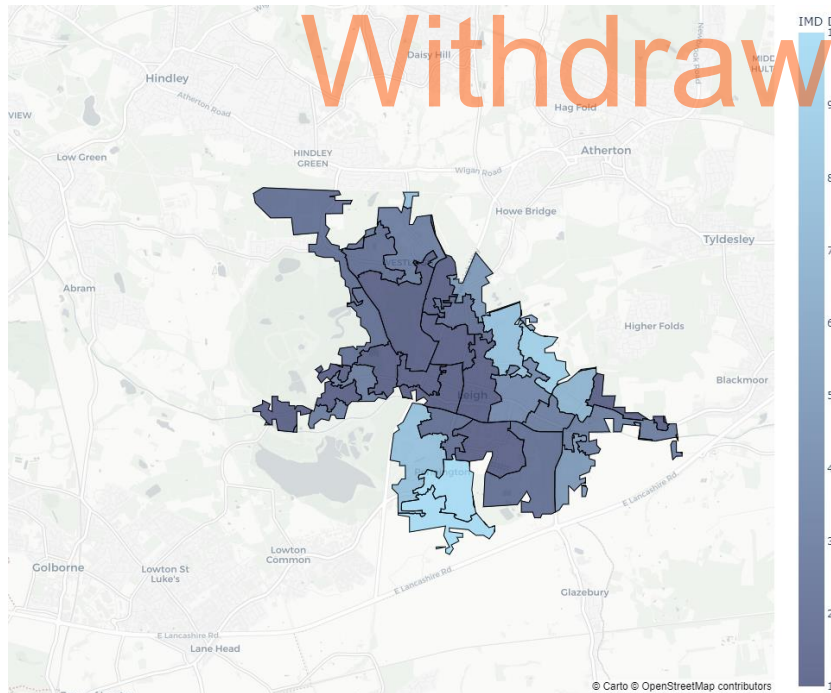 Withdraw
IMD D
Daisy Hill
Hindley
Atherton Road
VIEW
Hag Fold
Low Green
HINDLEY
GREEN
Atherton
Wigan Road
Howe Bridge
Tyldesley
Abram
Higher Folds
Blackmoor
Leigh
E Lancashire Rd.
Lowton
Common
Golborne
Lowton St
Luke's
E Lancashire Rd.
Glazebury
E Lancashire Rd.
Lane Head
© Carto © OpenStreetMap contributors
9
8
7
6
5
4
3
2
1